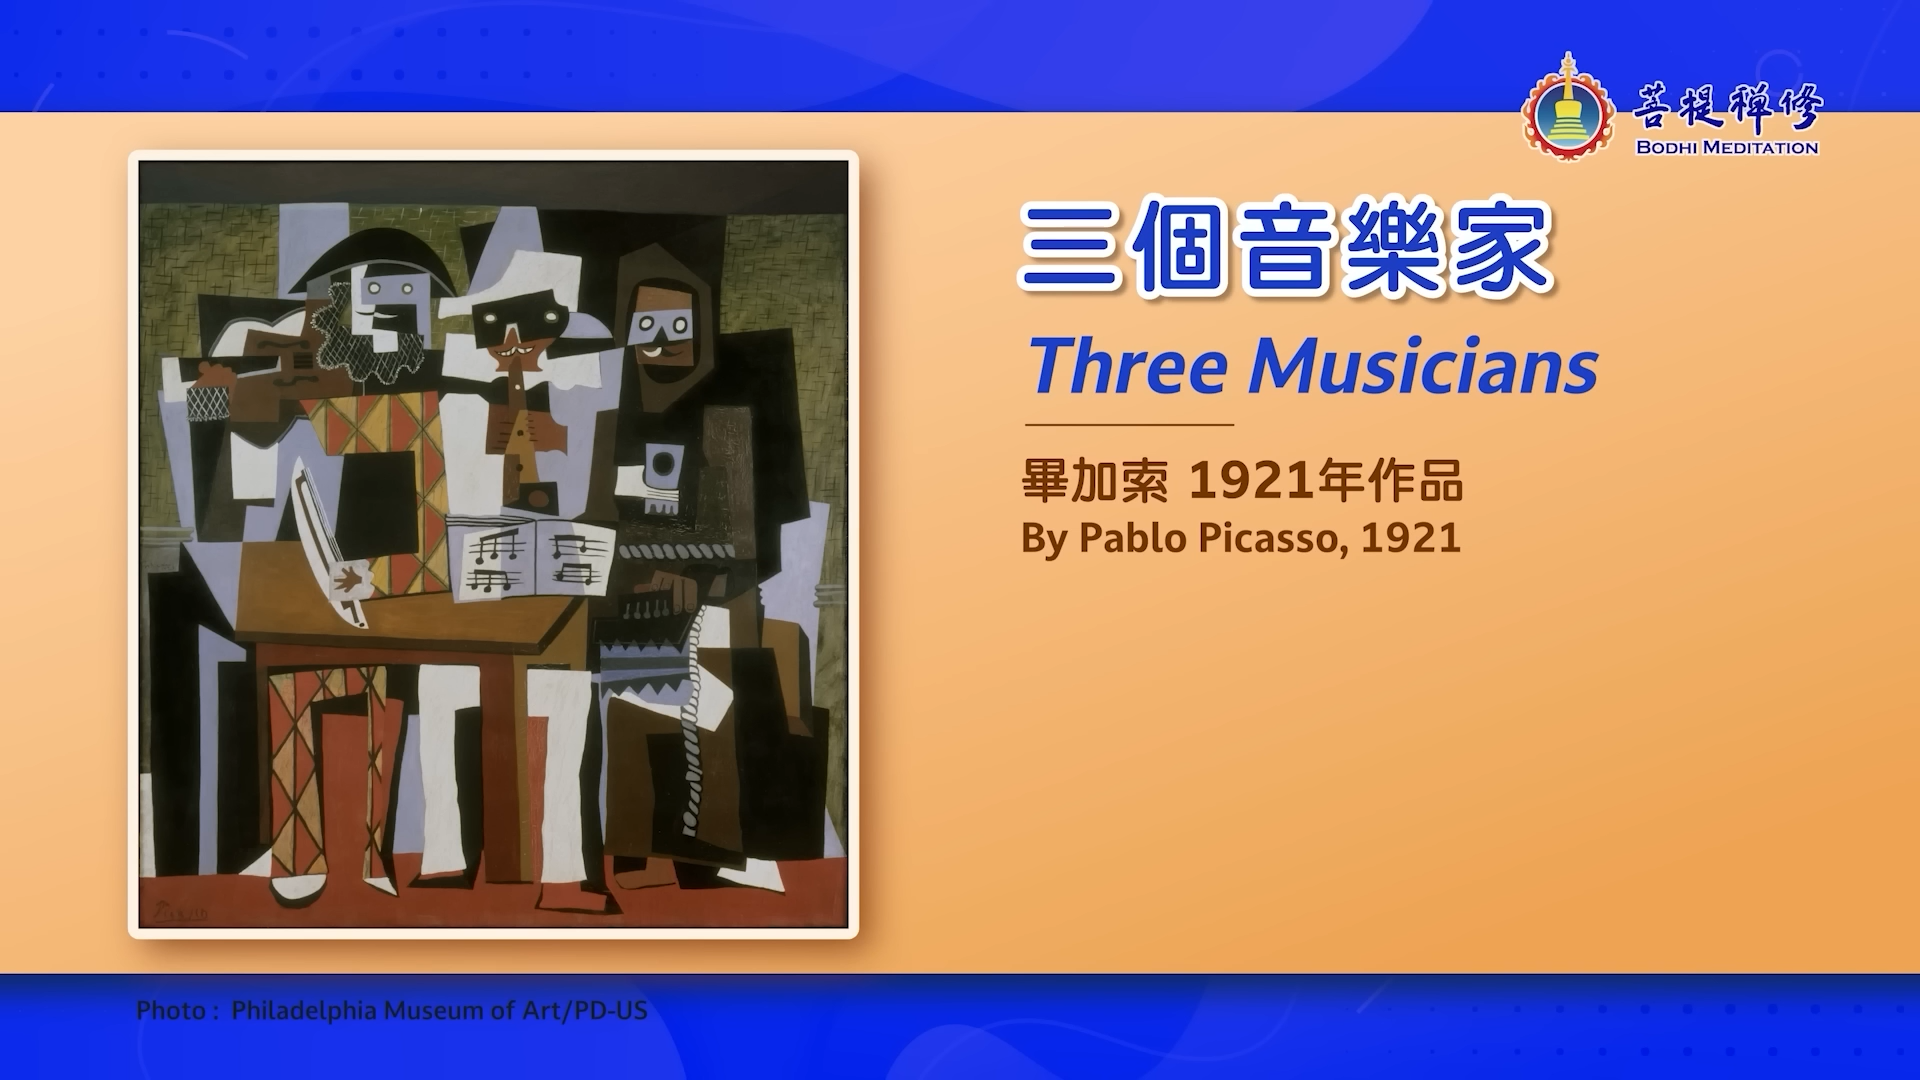 菩提禪修
BODHI MEDITATION
三個音樂家
Three Musicians
畢加索 1921年作品
By Pablo Picasso, 1921
Picasso
Photo : Philadelphia Museum of Art/PD-US